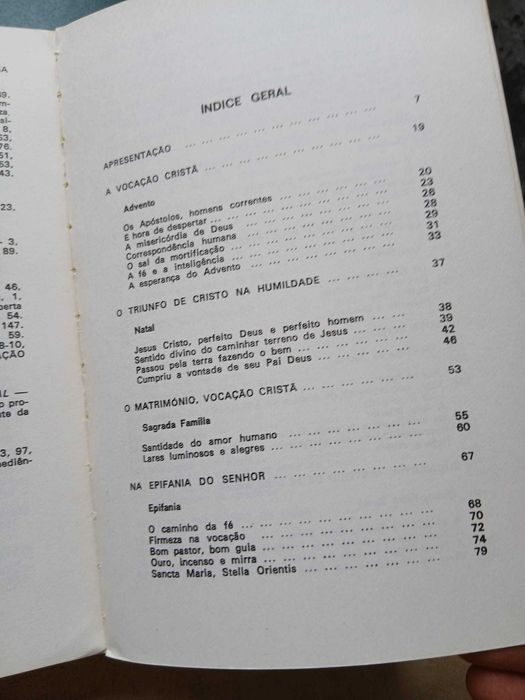 ÍNDICE GERAL
APRESENTAÇÃO ... ... ... ... ... ... ... ... ... ... 7
A VOCAÇÃO CRISTÃ ... ... ... ... ... ... ... ... ... 19
Advento
Os Apóstolos, homens correntes ... ... ... ... ... 20
É hora de despertar ... ... ... ... ... ... ... ... 23
A misericórdia de Deus ... ... ... ... ... ... ... 26
Correspondência humana ... ... ... ... ... ... ... 28
O sal da mortificação ... ... ... ... ... ... ... 29
A fé e a inteligência ... ... ... ... ... ... ... 31
A esperança do Advento ... ... ... ... ... ... ... 33
O TRIUNFO DE CRISTO NA HUMILDADE ... ... ... ... 37
Natal
Jesus Cristo, perfeito Deus e perfeito homem ... ... 38
Sentido divino do caminhar terreno de Jesus ... ... 39
Passou pela terra fazendo o bem ... ... ... ... ... 42
Cumpriu a vontade de seu Pai Deus ... ... ... ... 46
O MATRIMÓNIO, VOCAÇÃO CRISTÃ ... ... ... ... ... 53
Sagrada Família
Santidade do amor humano ... ... ... ... ... ... 55
Lares luminosos e alegres ... ... ... ... ... ... ... 60
NA EPIFANIA DO SENHOR ... ... ... ... ... ... ... 67
Epifania
O caminho da fé ... ... ... ... ... ... ... ... ... 68
Firmeza na vocação ... ... ... ... ... ... ... ... 70
Bom pastor, bom guia ... ... ... ... ... ... ... ... 72
Ouro, incenso e mirra ... ... ... ... ... ... ... ... 74
Sancta Maria, Stella Orientis ... ... ... ... ... ... 79